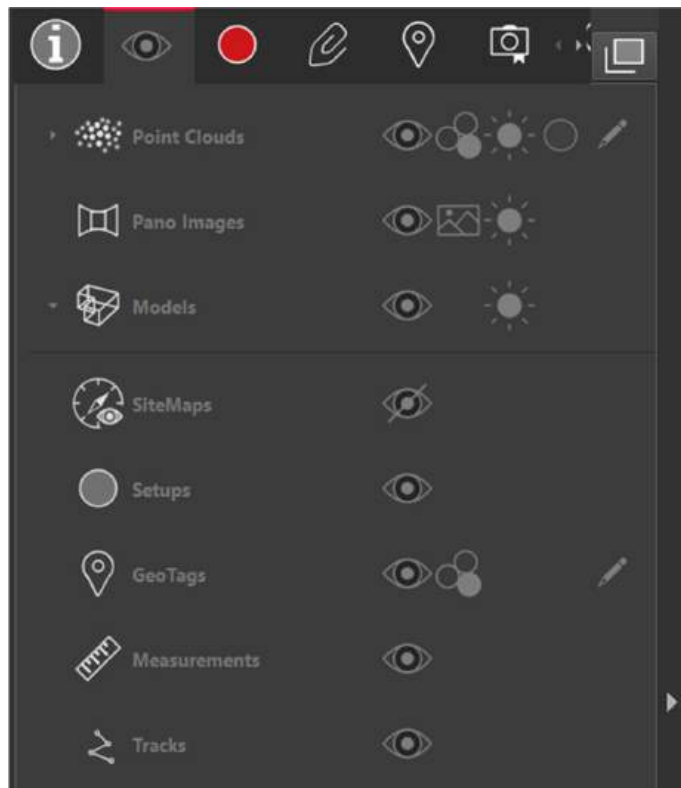 Point Clouds
Pano Images
Models
SiteMaps
Setups
GeoTags
Measurements
Tracks